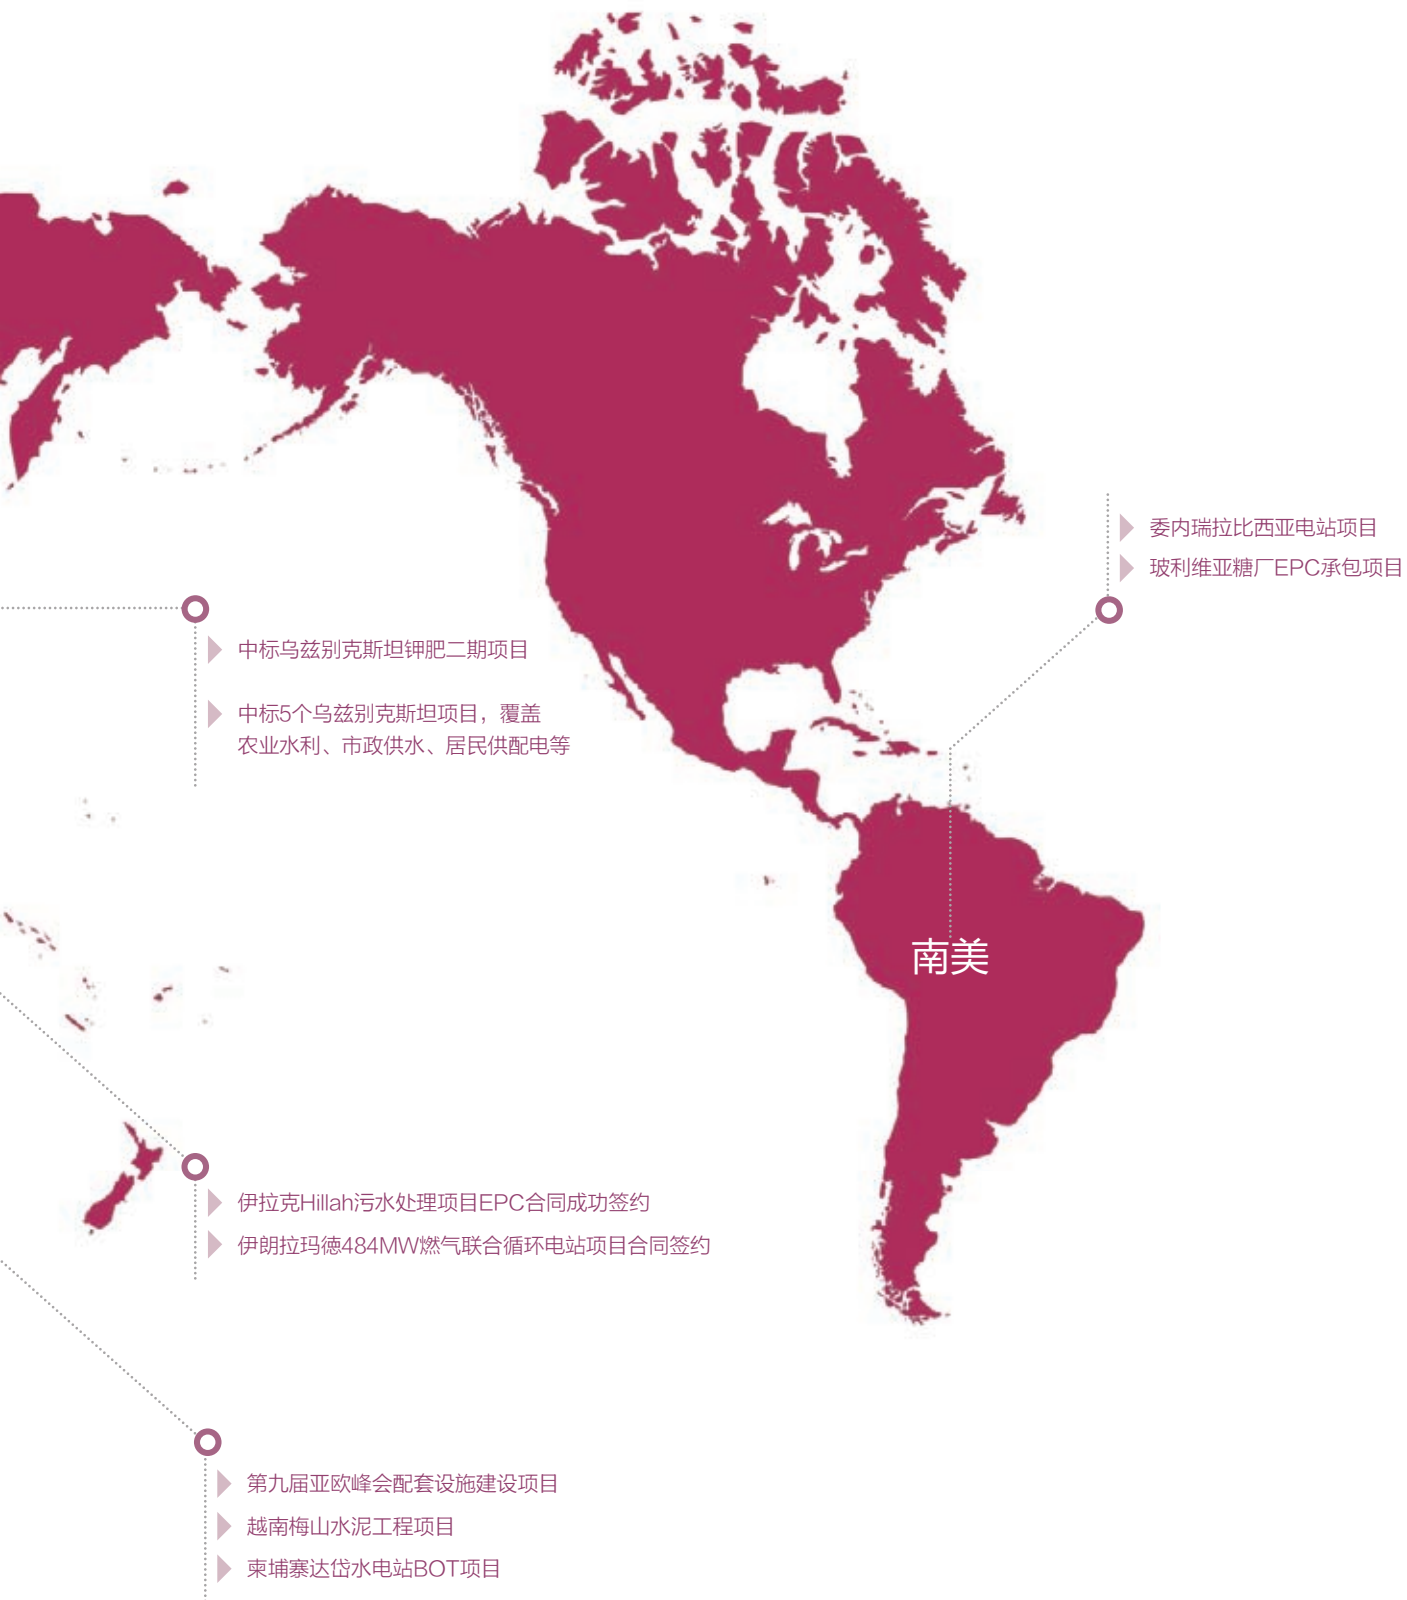 委内瑞拉比西亚电站项目
玻利维亚糖厂EPC承包项目
中标乌兹别克斯坦钾肥二期项目
中标5个乌兹别克斯坦项目，覆盖
农业水利、市政供水、居民供配电等
南美
伊拉克Hillah污水处理项目EPC合同成功签约
伊朗拉玛德484MW燃气联合循环电站项目合同签约
第九届亚欧峰会配套设施建设项目
越南梅山水泥工程项目
柬埔寨达岱水电站BOT项目